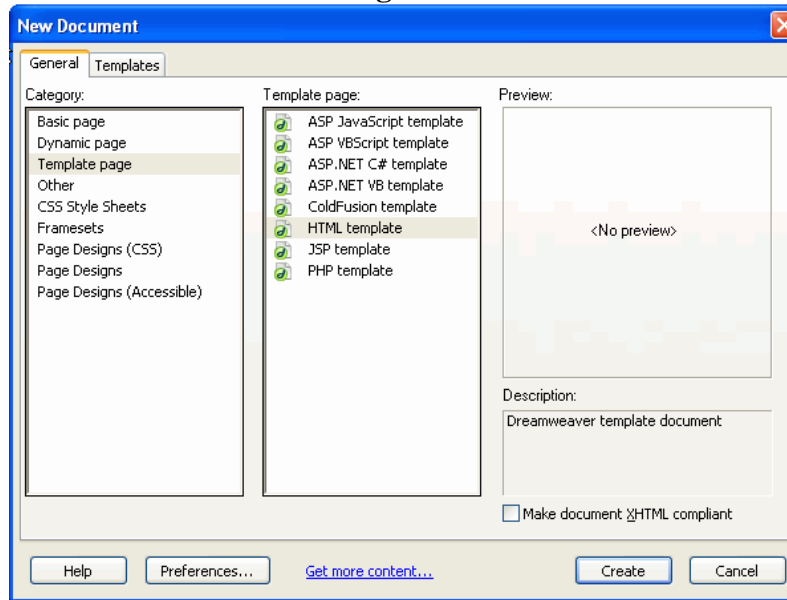 New Document
General
Templates
Category:
Basic page
Dynamic page
Template page
Other
CSS Style Sheets
Framesets
Page Designs (CSS)
Page Designs
Page Designs (Accessible)
Template page:
ASP JavaScript template
ASP VBScript template
ASP.NET C# template
ASP.NET VB template
ColdFusion template
HTML template
JSP template
PHP template
Preview:
<No preview>
Description:
Dreamweaver template document
Make document XHTML compliant
Help
Preferences...
Get more content...
Create
Cancel